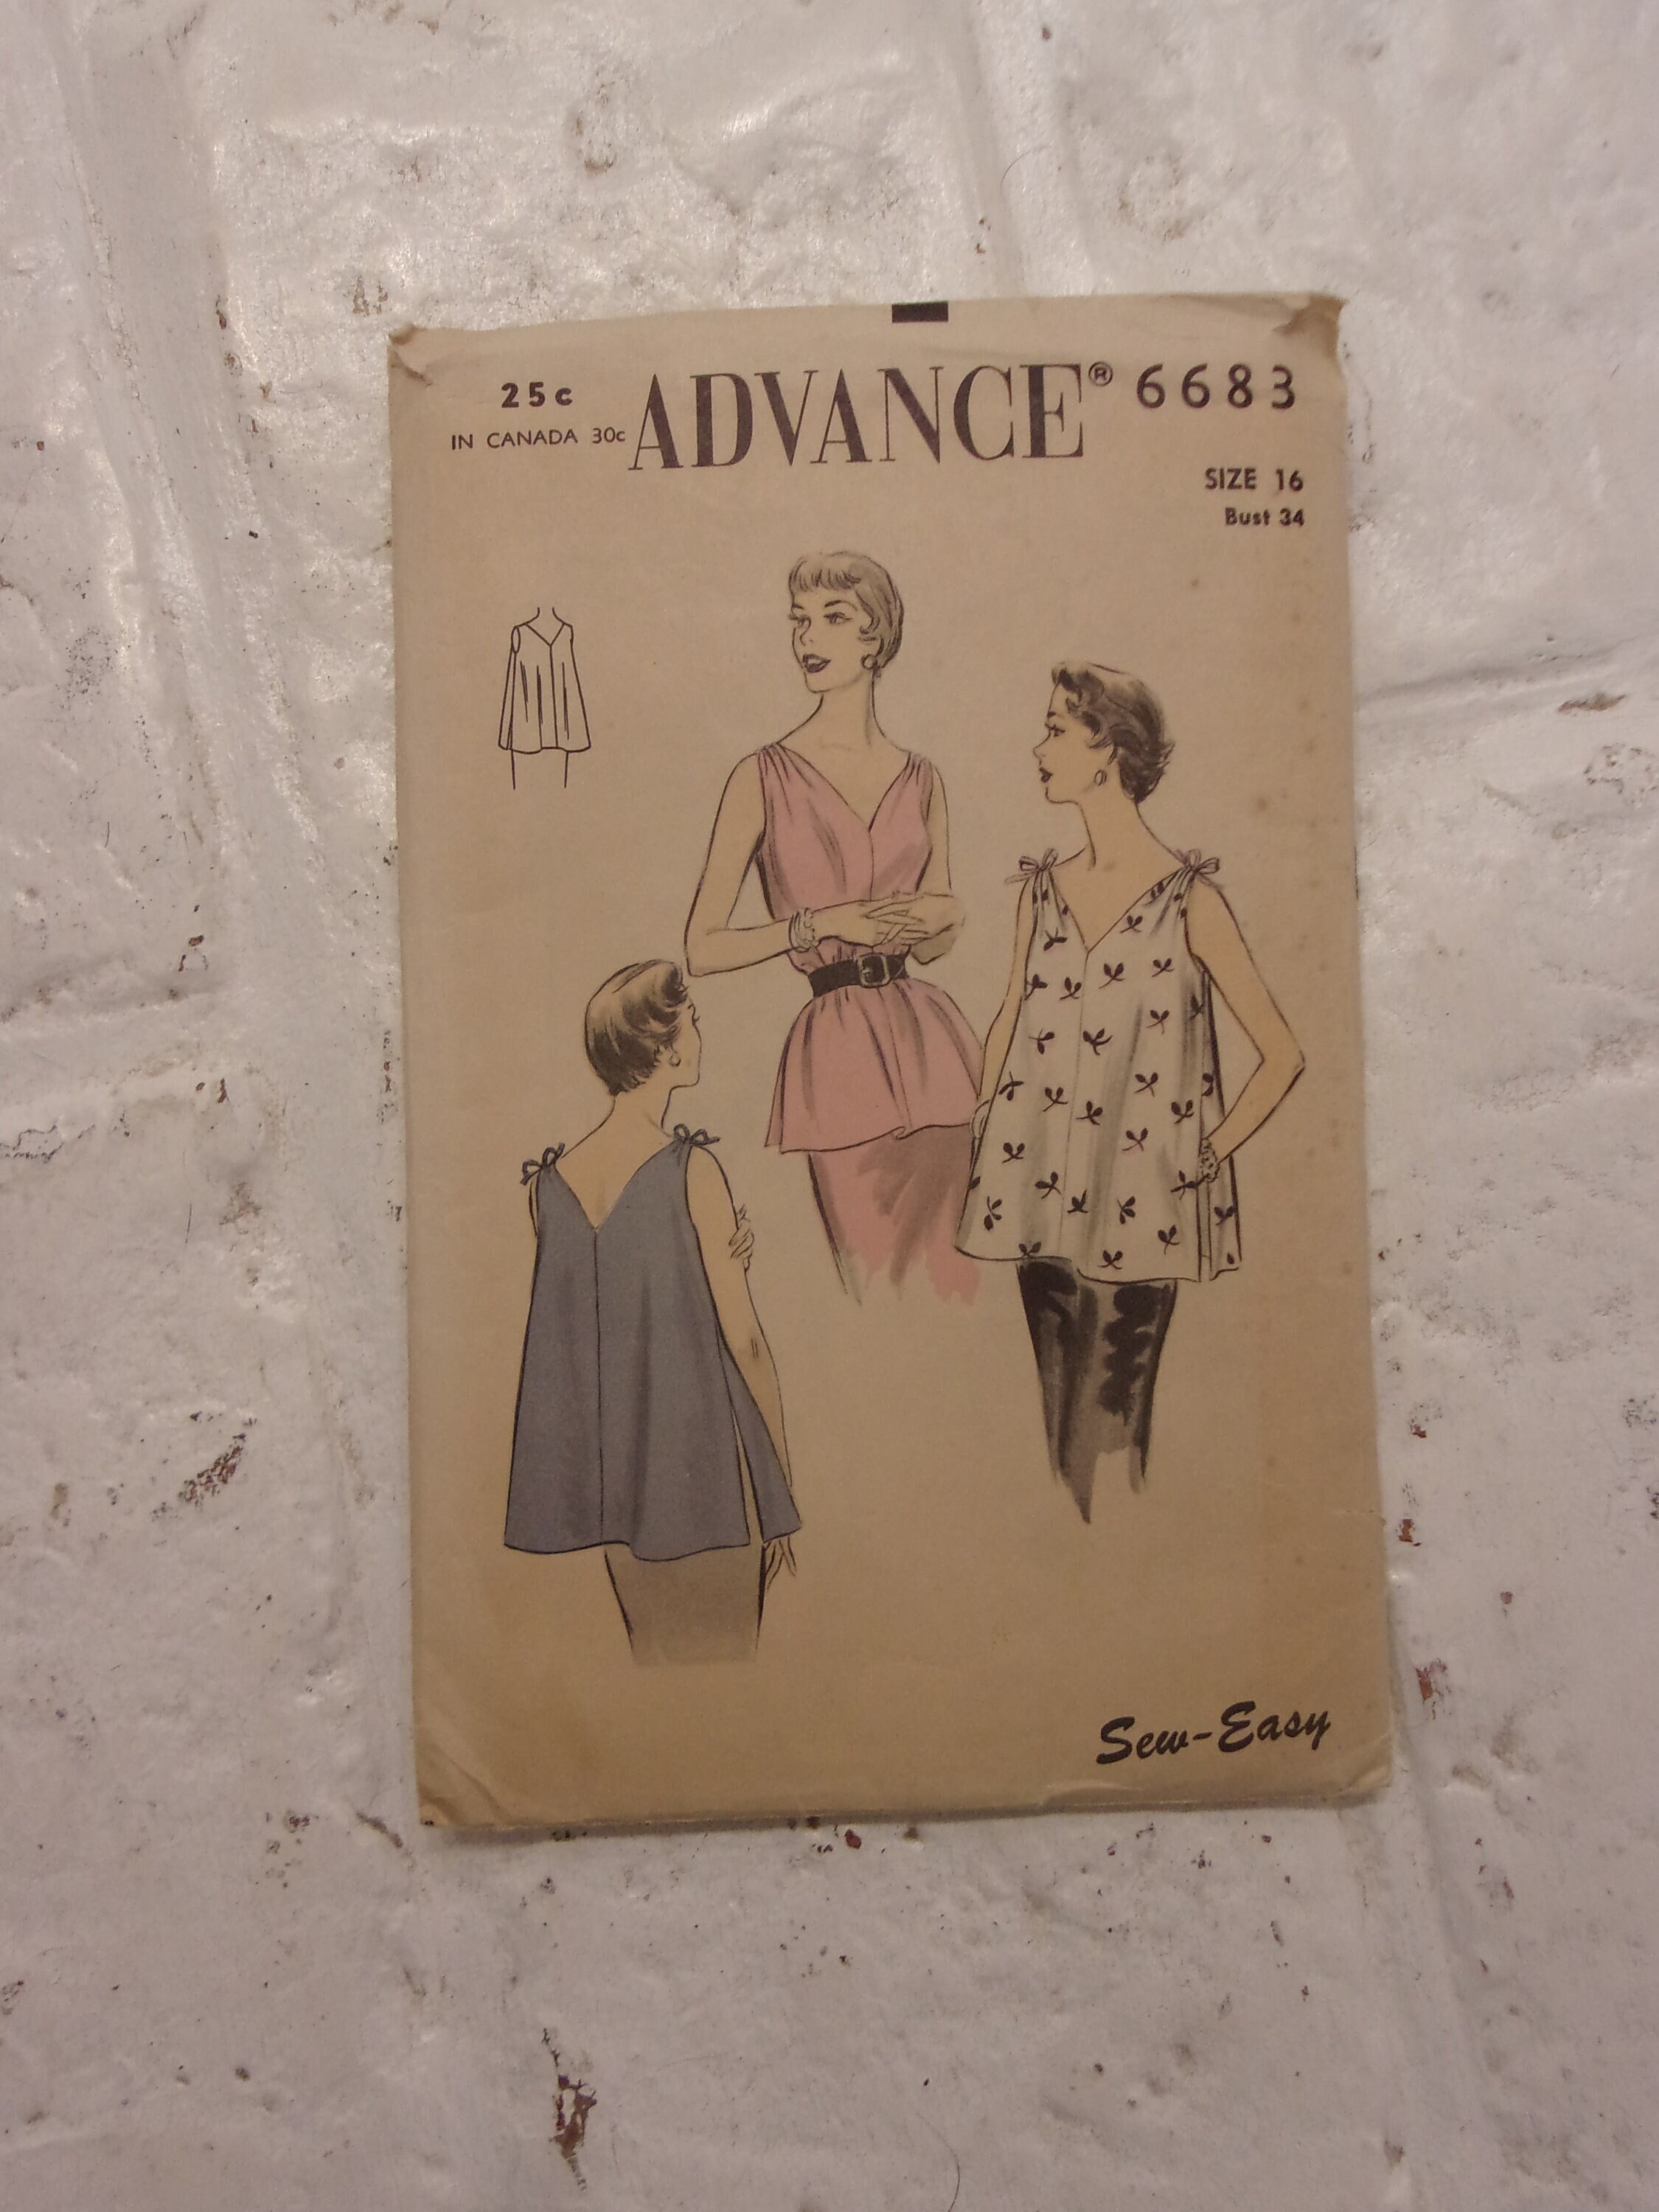 25c
IN CANADA 30c
ADVANCE® 6683
SIZE 16
Bust 34
Sew-Easy